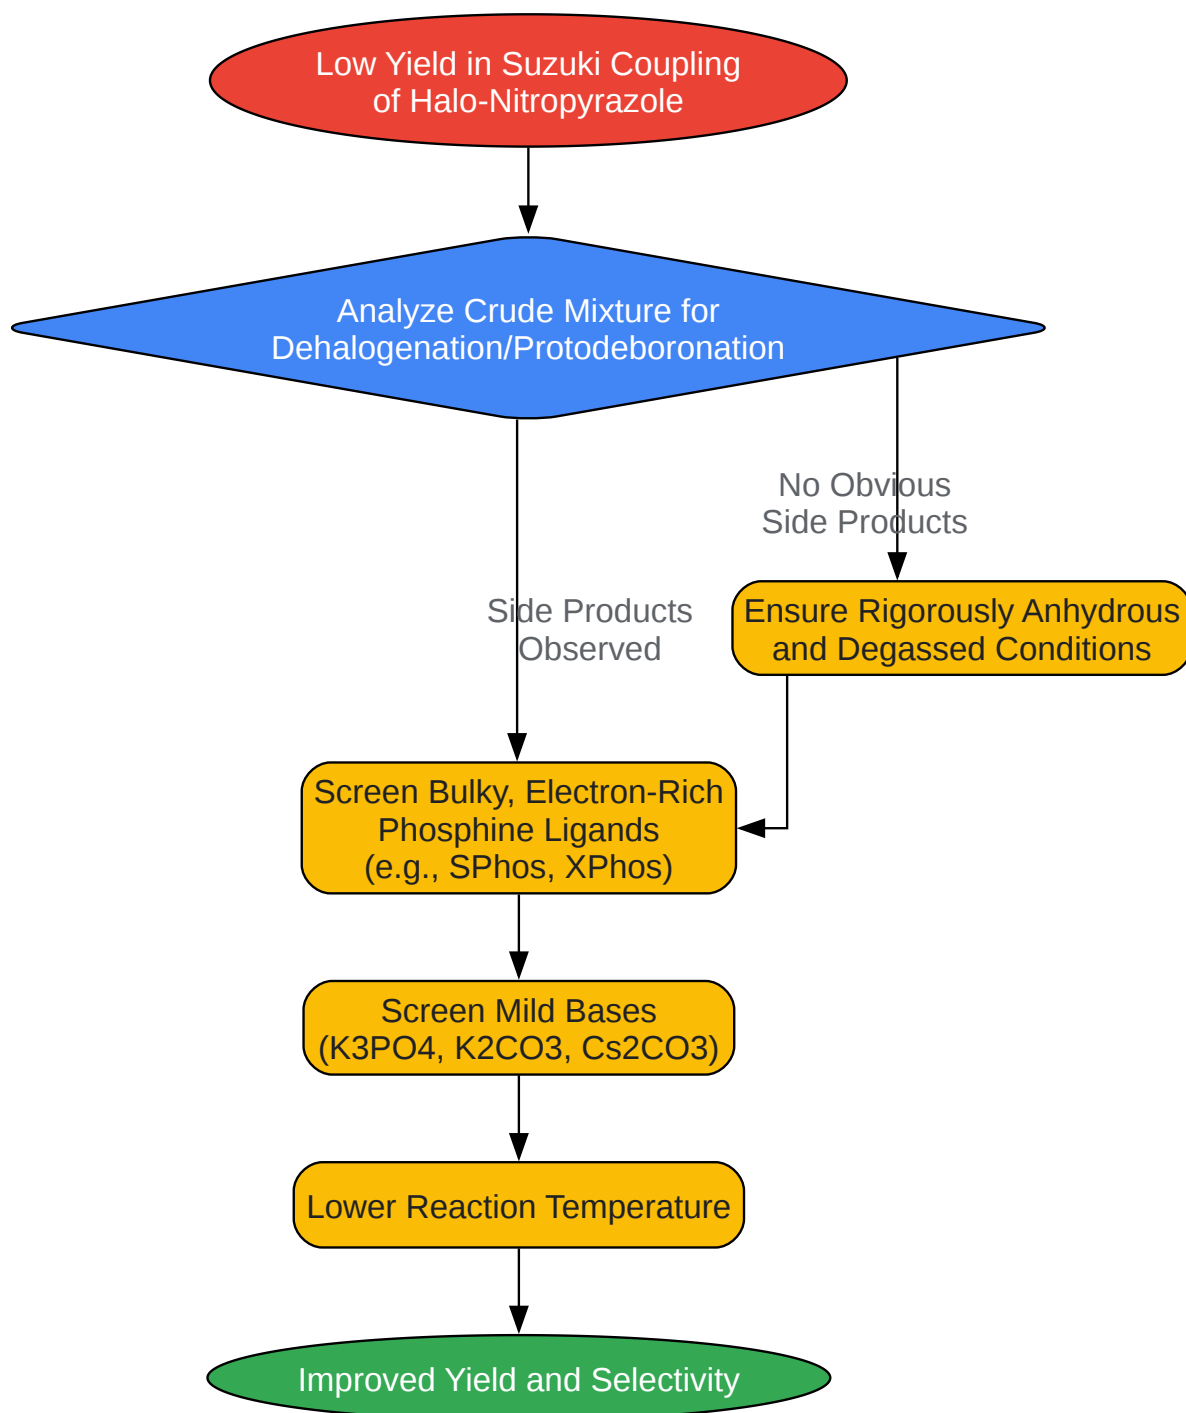 Low Yield in Suzuki Coupling
of Halo-Nitropyrazole
Analyze Crude Mixture for
Dehalogenation/Protodeboronation
No Obvious
Side Products
Side Products
Observed
Ensure Rigorously Anhydrous
and Degassed Conditions
Screen Bulky, Electron-Rich
Phosphine Ligands
(e.g., SPhos, XPhos)
Screen Mild Bases
(K3PO4, K2CO3, Cs2CO3)
Lower Reaction Temperature
Improved Yield and Selectivity